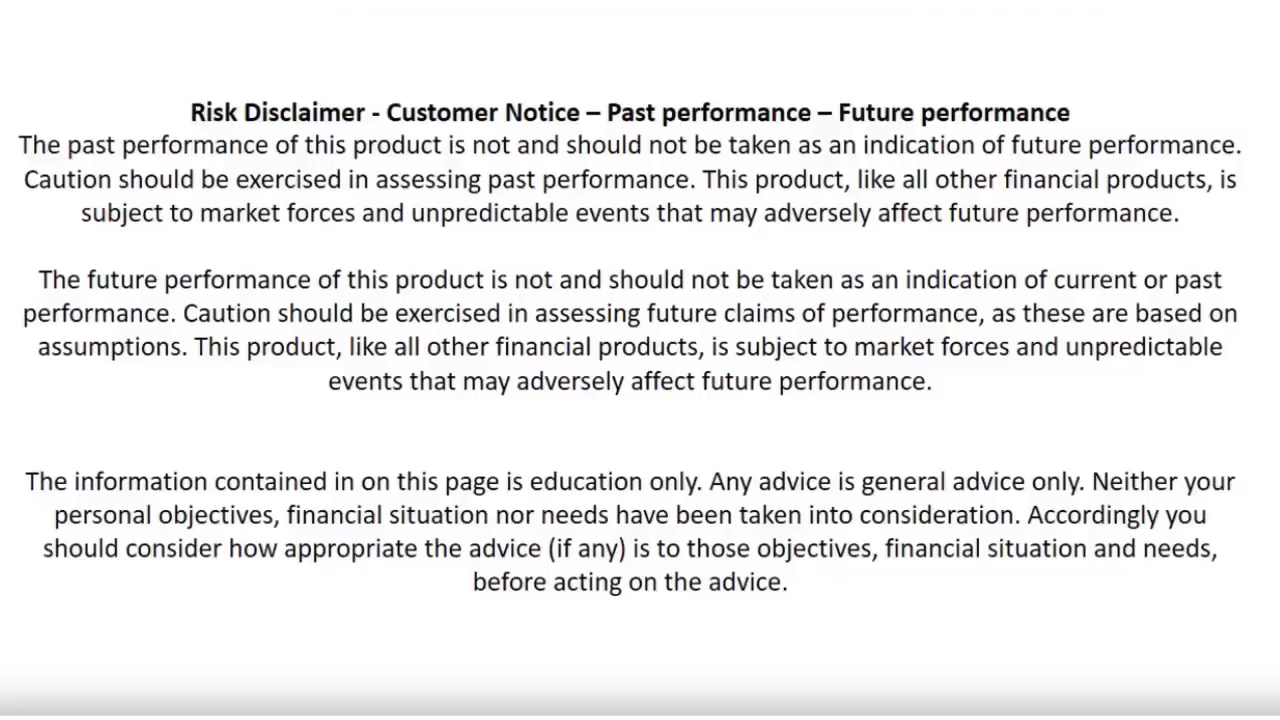 Risk Disclaimer - Customer Notice – Past performance – Future performance
The past performance of this product is not and should not be taken as an indication of future performance.
Caution should be exercised in assessing past performance. This product, like all other financial products, is
subject to market forces and unpredictable events that may adversely affect future performance.
The future performance of this product is not and should not be taken as an indication of current or past
performance. Caution should be exercised in assessing future claims of performance, as these are based on
assumptions. This product, like all other financial products, is subject to market forces and unpredictable
events that may adversely affect future performance.
The information contained in on this page is education only. Any advice is general advice only. Neither your
personal objectives, financial situation nor needs have been taken into consideration. Accordingly you
should consider how appropriate the advice (if any) is to those objectives, financial situation and needs,
before acting on the advice.